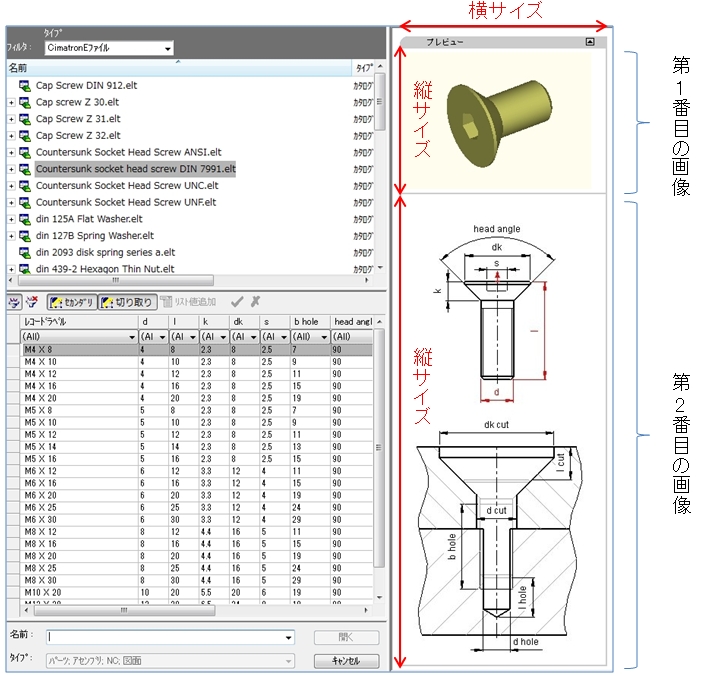 横サイズ
ﾀｲﾌﾟ
ﾌｨﾙﾀ:
CimatronEファイル
プレビュー
名前
ﾀｲﾌﾟ
Cap Screw DIN 912.elt
ｶﾀﾛｸﾞ
Cap screw Z 30.elt
ｶﾀﾛｸﾞ
Cap Screw Z 31.elt
ｶﾀﾛｸﾞ
Cap Screw Z 32.elt
ｶﾀﾛｸﾞ
Countersunk Socket Head Screw ANSI.elt
ｶﾀﾛｸﾞ
Countersunk socket head screw DIN 7991.elt
ｶﾀﾛｸﾞ
Countersunk Socket Head Screw UNC.elt
ｶﾀﾛｸﾞ
Countersunk Socket Head Screw UNF.elt
ｶﾀﾛｸﾞ
din 125A Flat Washer.elt
ｶﾀﾛｸﾞ
din 127B Spring Washer.elt
ｶﾀﾛｸﾞ
din 2093 disk spring series a.elt
ｶﾀﾛｸﾞ
din 439-2 Hexagon Thin Nut.elt
ｶﾀﾛｸﾞ
ｾｶﾝﾀﾞﾘ 切り取り ﾘｽﾄ値追加
ﾚｺｰﾄﾞﾗﾍﾞﾙ d l k dk s b hole head angl
(All) (Al (Al (Al (Al (Al (All) (All)
M4 X 8 4 8 2.3 8 2.5 7 90
M4 X 10 4 10 2.3 8 2.5 9 90
M4 X 12 4 12 2.3 8 2.5 11 90
M4 X 16 4 16 2.3 8 2.5 15 90
M4 X 20 4 20 2.3 8 2.5 19 90
M5 X 8 5 8 2.3 8 2.5 7 90
M5 X 10 5 10 2.3 8 2.5 9 90
M5 X 12 5 12 2.3 8 2.5 11 90
M5 X 14 5 14 2.3 8 2.5 13 90
M5 X 16 5 16 2.3 8 2.5 15 90
M6 X 12 6 12 3.3 12 4 11 90
M6 X 16 6 16 3.3 12 4 15 90
M6 X 20 6 20 3.3 12 4 19 90
M6 X 25 6 25 3.3 12 4 24 90
M6 X 30 6 30 3.3 12 4 29 90
M8 X 12 8 12 4.4 16 5 11 90
M8 X 16 8 16 4.4 16 5 15 90
M8 X 20 8 20 4.4 16 5 19 90
M8 X 25 8 25 4.4 16 5 24 90
M8 X 30 8 30 4.4 16 5 29 90
M10 X 20 10 20 5.5 20 6 19 90
名前:
開く
ﾀｲﾌﾟ:
ﾊﾟｰﾂ; ｱｾﾝﾌﾞﾘ; NC; 図面
ｷｬﾝｾﾙ
縦サイズ
第1番目の画像
縦サイズ
第2番目の画像
head angle
dk
s
k
l
d
dk cut
l cut
d cut
b hole
l hole
d hole